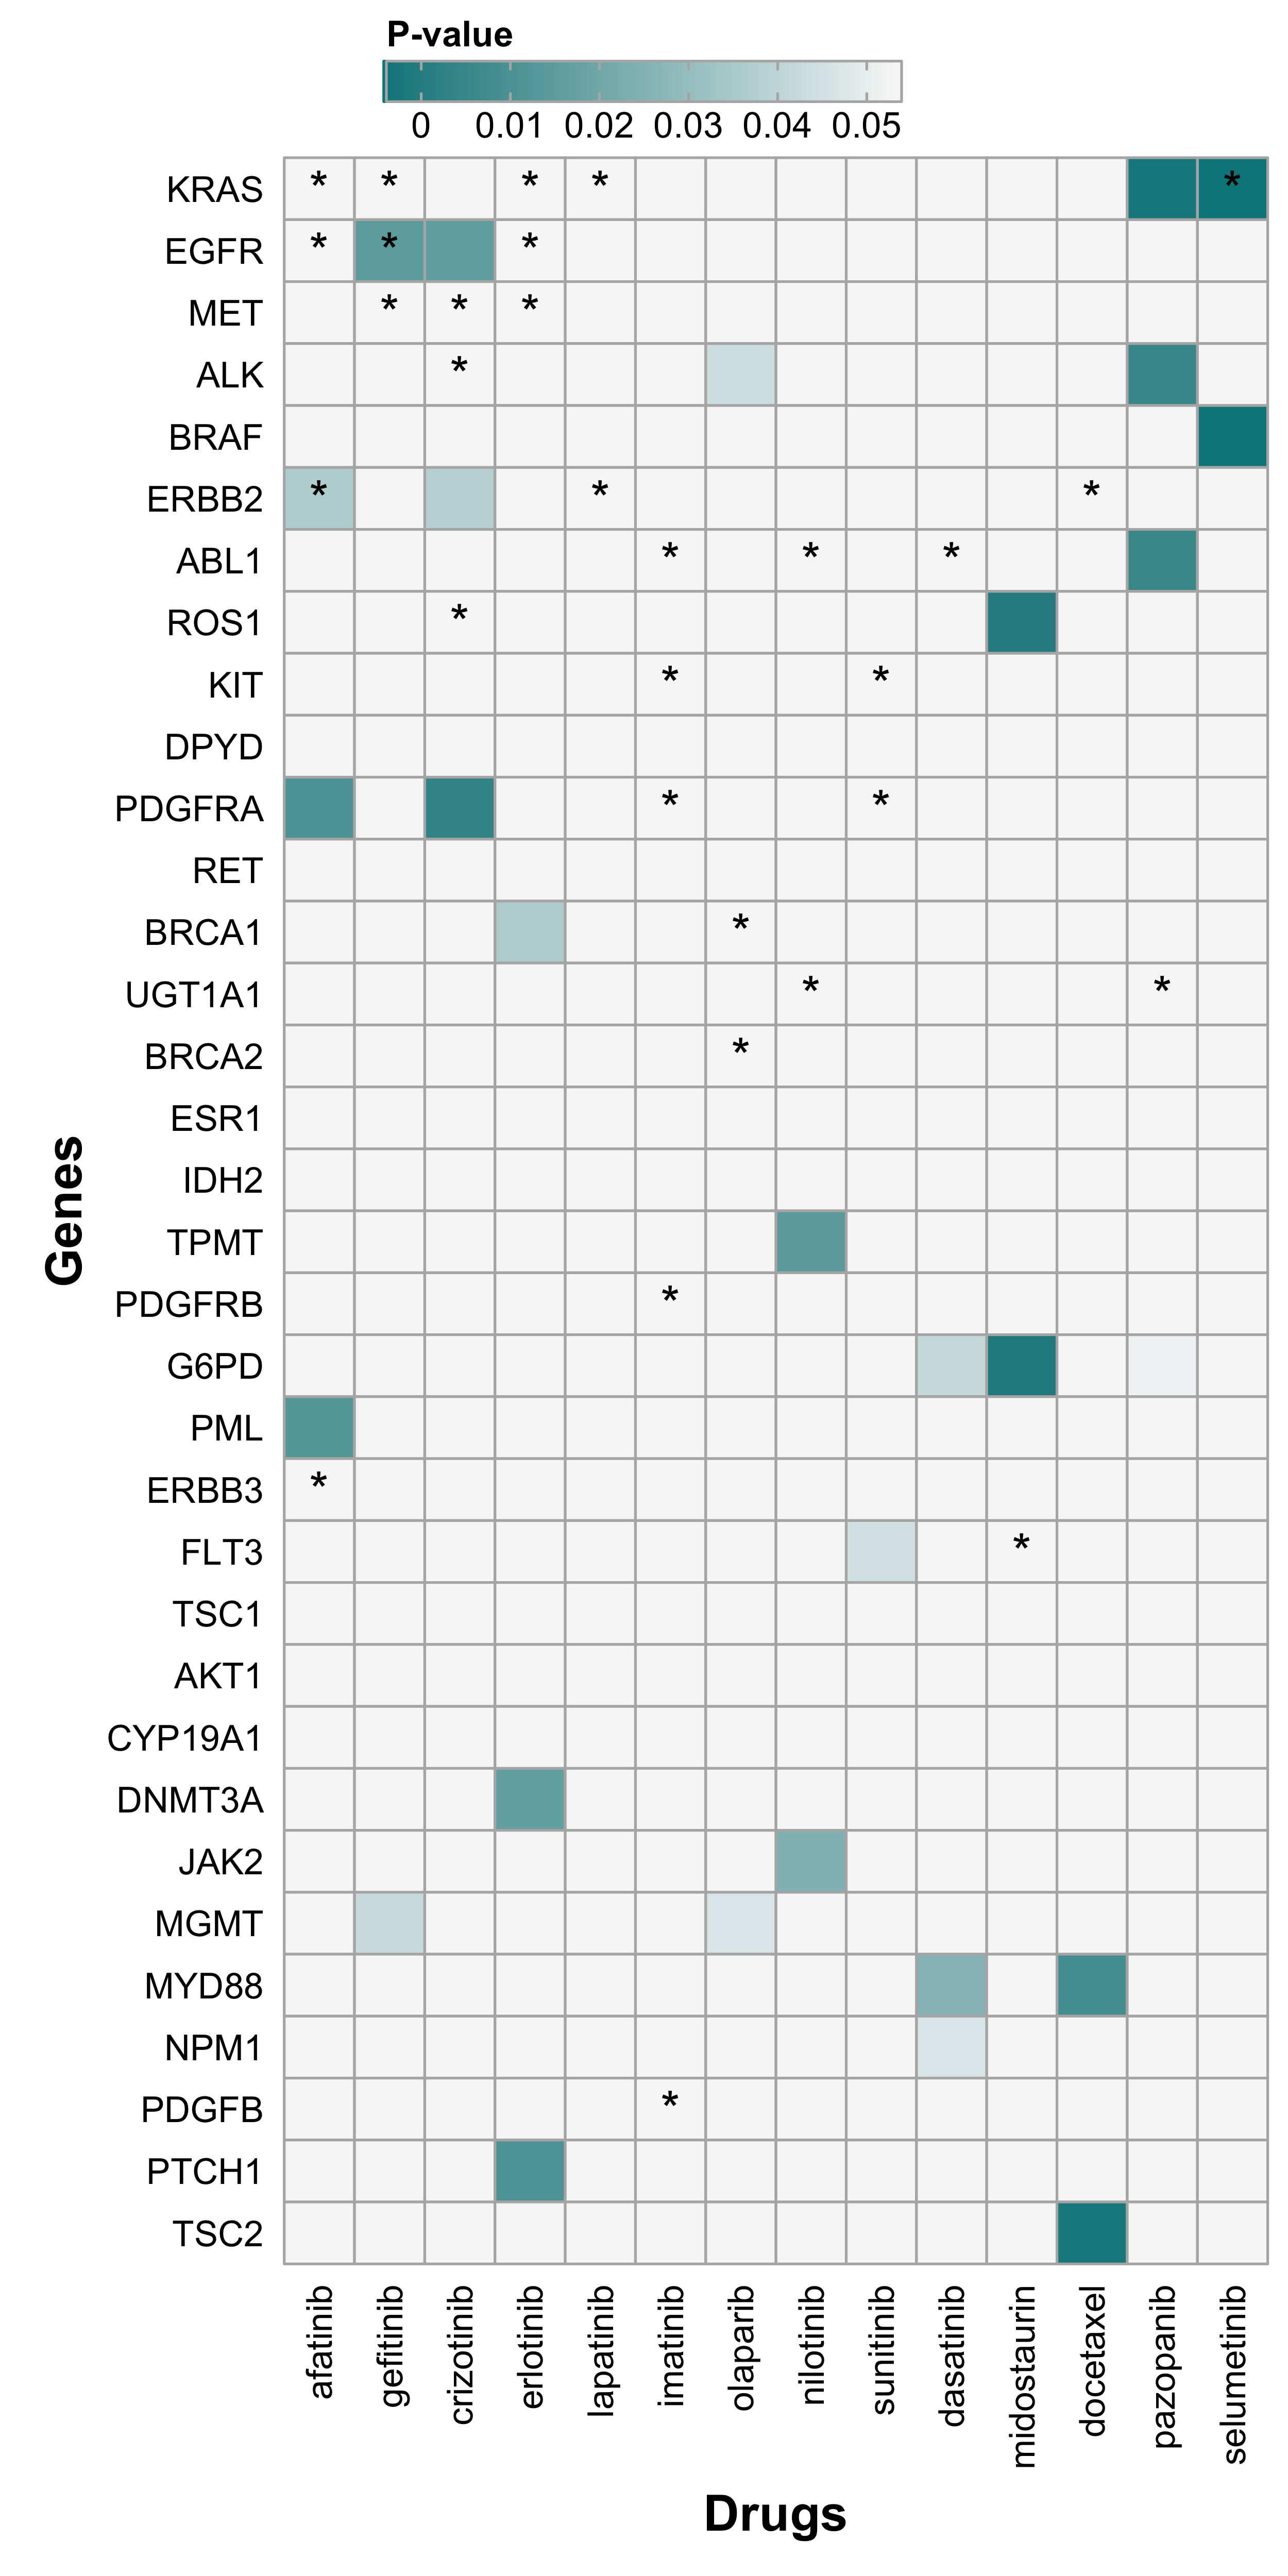 P-value
0 0.01 0.02 0.03 0.04 0.05
KRAS * * * * *
EGFR * * *
MET * * *
ALK *
BRAF
ERBB2 * * *
ABL1 * * *
ROS1 *
KIT * *
DPYD
PDGFRA * *
RET
BRCA1 *
UGT1A1 * *
BRCA2 *
ESR1
IDH2
TPMT
PDGFRB *
G6PD
PML
ERBB3 *
FLT3 *
TSC1
AKT1
CYP19A1
DNMT3A
JAK2
MGMT
MYD88
NPM1
PDGFB *
PTCH1
TSC2
Genes
afatinib
gefitinib
crizotinib
erlotinib
lapatinib
imatinib
olaparib
nilotinib
sunitinib
dasatinib
midostaurin
docetaxel
pazopanib
selumetinib
Drugs